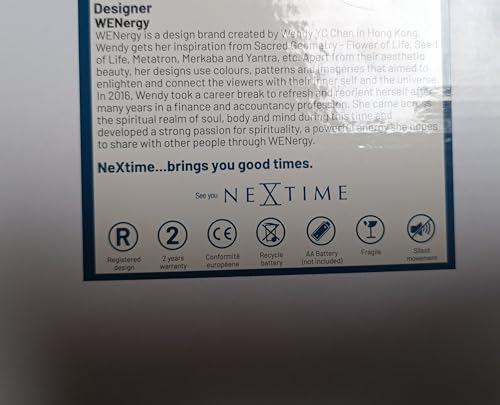 Designer
WENergy
WENergy is a design brand created by Wendy YC Chan in Hong Kong.
Wendy gets her inspiration from Sacred Geometry - Flower of Life, Seed
of Life, Metatron, Merkaba and Yantra, etc. Apart from their aesthetic
beauty, her designs use colours, patterns and imageries that aimed to
enlighten and connect the viewers with their inner self and the universe.
In 2016, Wendy took a career break to refresh and reorient herself after
many years in a finance and accountancy profession. She came across
the spiritual realm of soul, body and mind during this time and
developed a strong passion for spirituality, a powerful energy she hopes
to share with other people through WENergy.
NeXtime...brings you good times.
See you NEXTIME
R 2 CE
Registered design
2 years warranty
Conformité européene
Recycle battery
AA Battery (not included)
Fragile
Silent movement